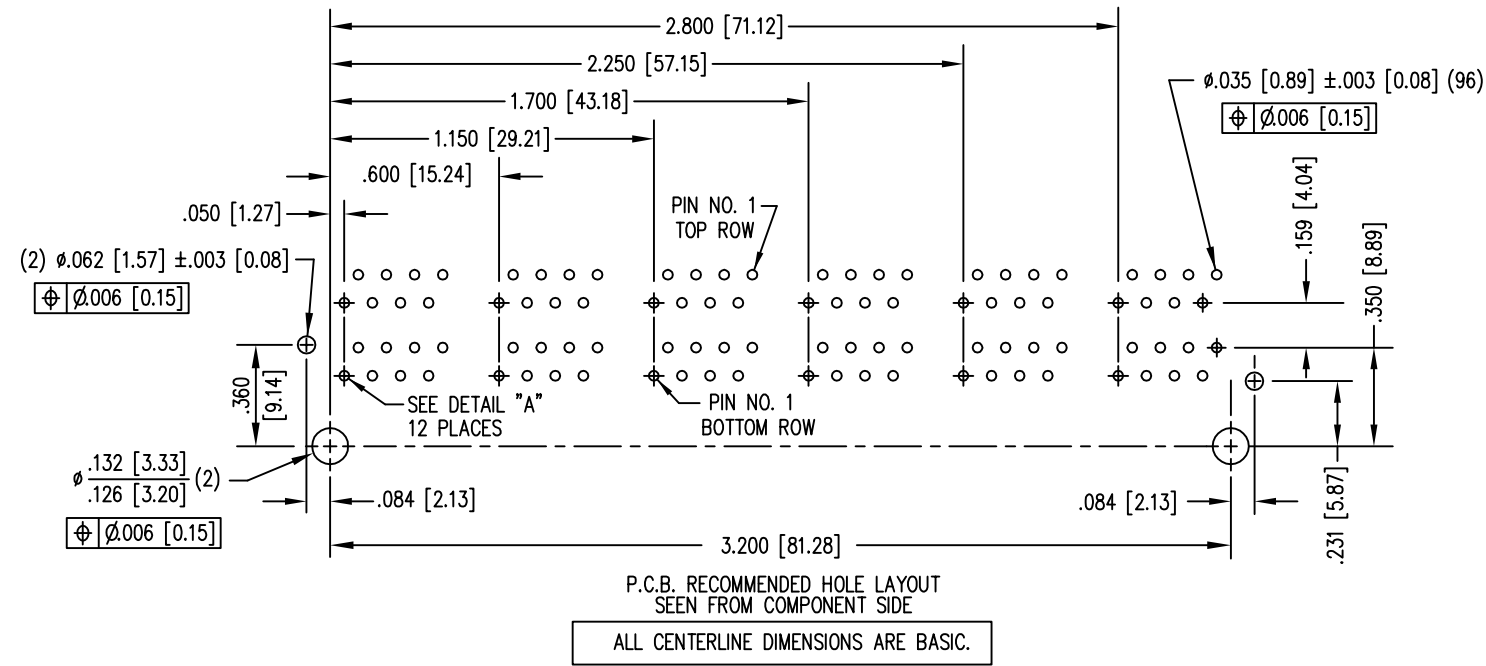 2.800 [71.12]
2.250 [57.15]
ø.035 [0.89] ±.003 [0.08] (96)
1.700 [43.18]
⌖ Ø.006 [0.15]
1.150 [29.21]
.600 [15.24]
.159 [4.04]
.050 [1.27]
PIN NO. 1
TOP ROW
(2) ø.062 [1.57] ±.003 [0.08]
.350 [8.89]
⌖ Ø.006 [0.15]
.360
[9.14]
SEE DETAIL "A"
12 PLACES
PIN NO. 1
BOTTOM ROW
ø .132 [3.33]
.126 [3.20] (2)
.084 [2.13]
.084 [2.13]
.231 [5.87]
⌖ Ø.006 [0.15]
3.200 [81.28]
P.C.B. RECOMMENDED HOLE LAYOUT
SEEN FROM COMPONENT SIDE
ALL CENTERLINE DIMENSIONS ARE BASIC.